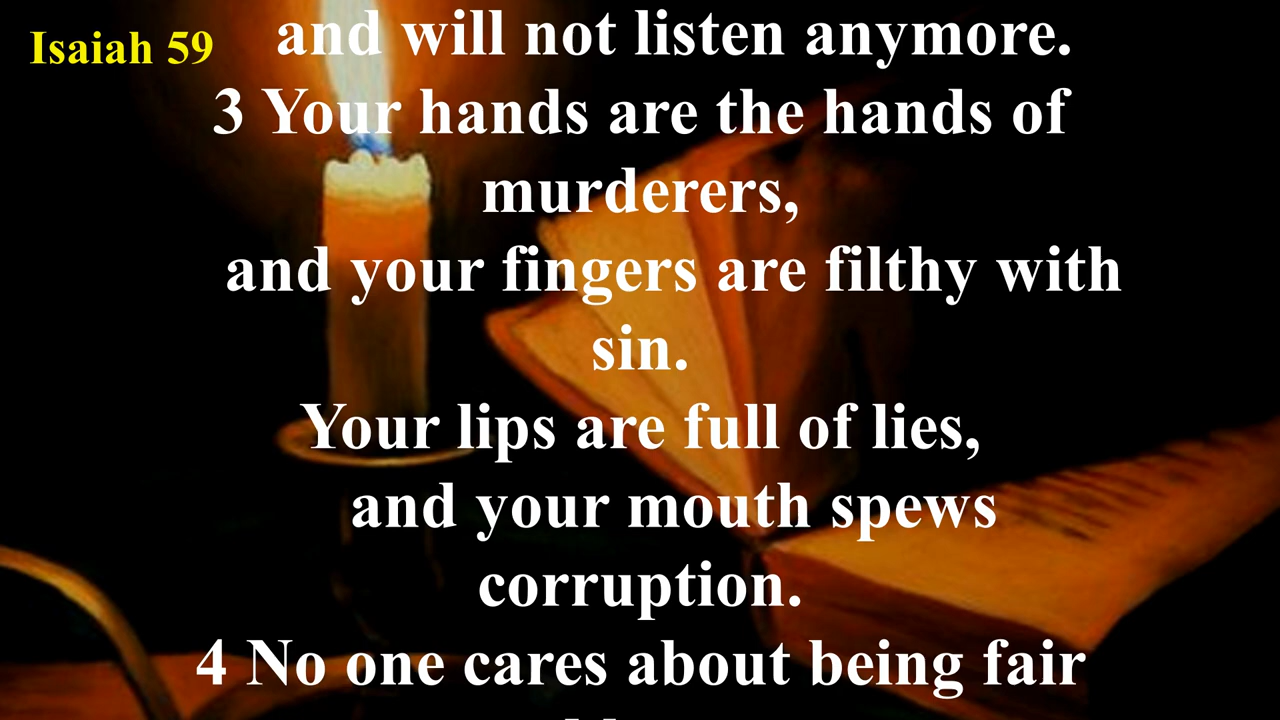 Isaiah 59
and will not listen anymore.
3 Your hands are the hands of
murderers,
and your fingers are filthy with
sin.
Your lips are full of lies,
and your mouth spews
corruption.
4 No one cares about being fair